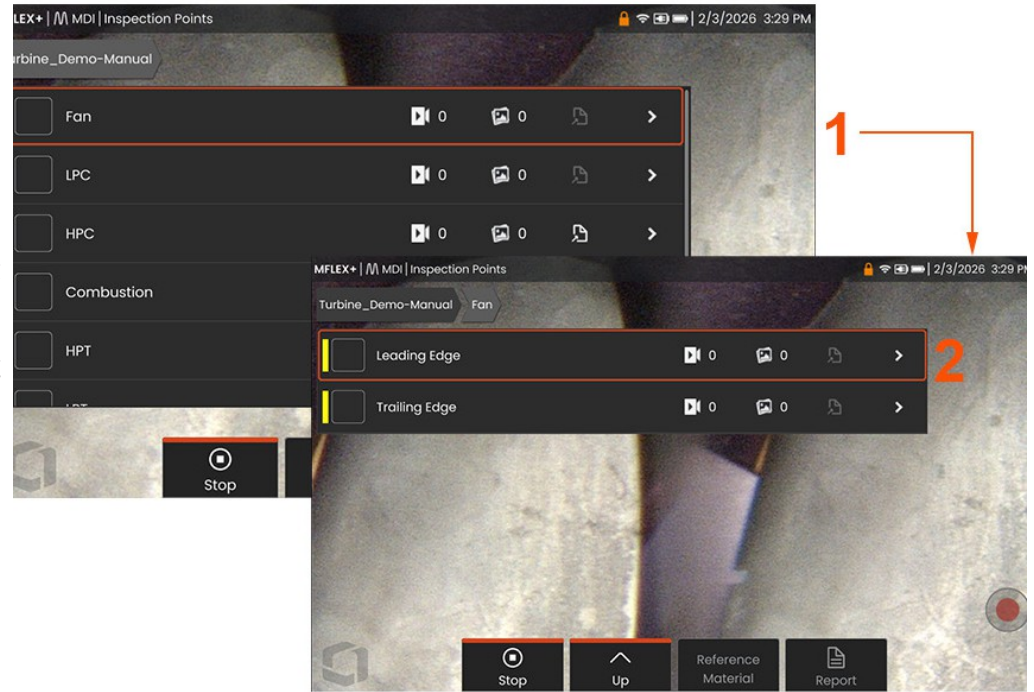 LEX+ | MDI | Inspection Points 2/3/2026 3:29 PM
urbine_Demo-Manual
Fan 0 0
LPC 0 0
HPC 0 0
Combustion
HPT
Stop
1
MFLEX+ | MDI | Inspection Points 2/3/2026 3:29 PM
Turbine_Demo-Manual Fan
Leading Edge 0 0
2
Trailing Edge 0 0
Stop Up Reference Material Report